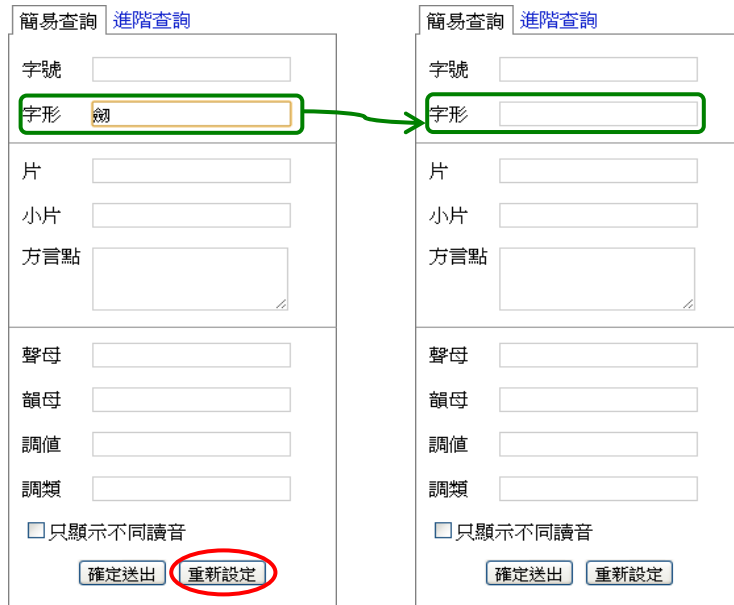 簡易查詢 進階查詢
字號
字形 劒
片
小片
方言點
聲母
韻母
調值
調類
只顯示不同讀音
確定送出 重新設定
簡易查詢 進階查詢
字號
字形
片
小片
方言點
聲母
韻母
調值
調類
只顯示不同讀音
確定送出 重新設定